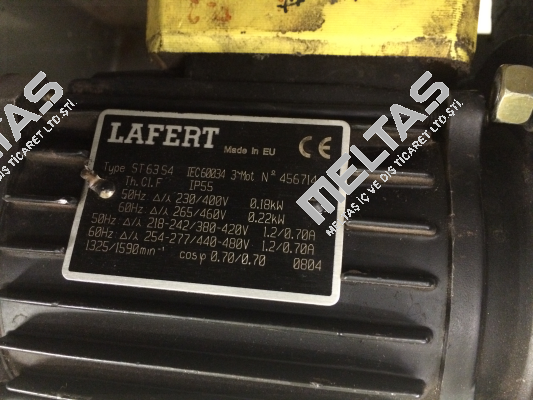 LAFERT
Made in EU
CE
Type ST63S4 IEC60034 3~Mot Nº 456714
Th.Cl.F IP55
50Hz Δ/⅄ 230/400V 0.18kW
60Hz Δ/⅄ 265/460V 0.22kW
50Hz Δ/⅄ 218-242/380-420V 1.2/0.70A
60Hz Δ/⅄ 254-277/440-480V 1.2/0.70A
1325/1590min⁻¹ cosφ 0.70/0.70 0804
MELTAS
MELTAŞ İÇ VE DIŞ TİCARET LTD.ŞTİ.
MELTAS
MELTAŞ İÇ VE DIŞ TİCARET LTD.ŞTİ.